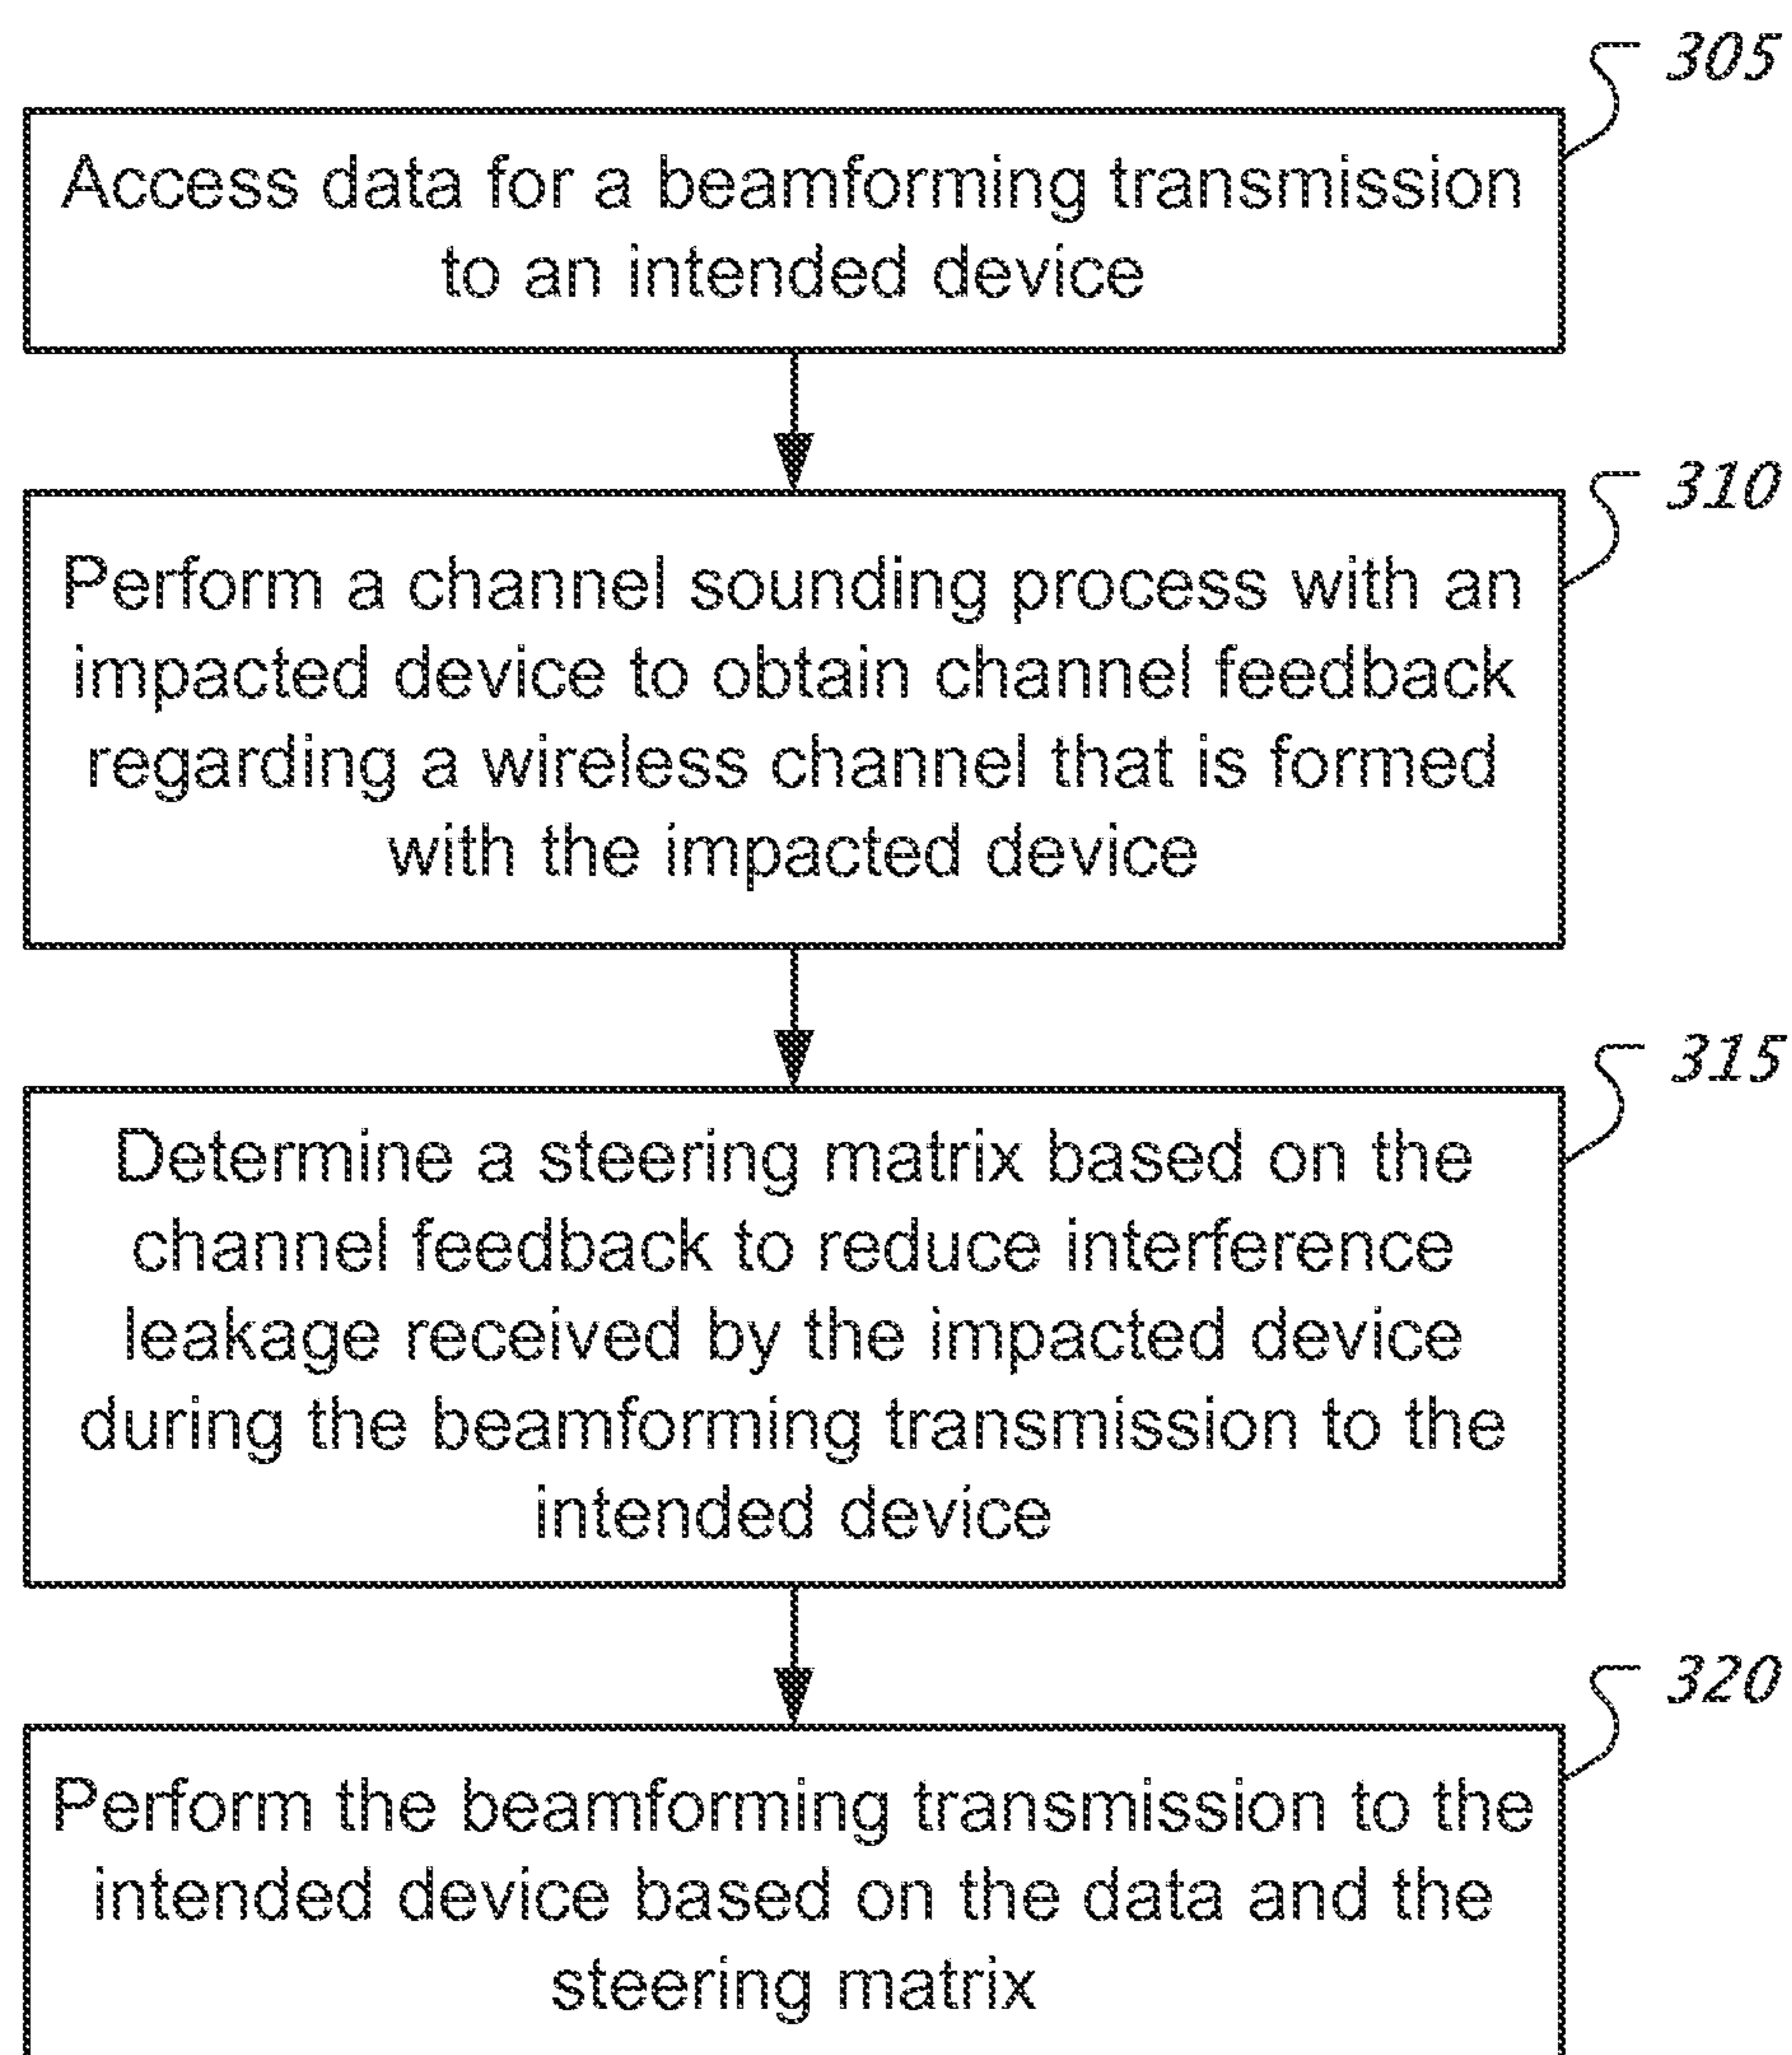 305
Access data for a beamforming transmission
to an intended device
310
Perform a channel sounding process with an
impacted device to obtain channel feedback
regarding a wireless channel that is formed
with the impacted device
315
Determine a steering matrix based on the
channel feedback to reduce interference
leakage received by the impacted device
during the beamforming transmission to the
intended device
320
Perform the beamforming transmission to the
intended device based on the data and the
steering matrix